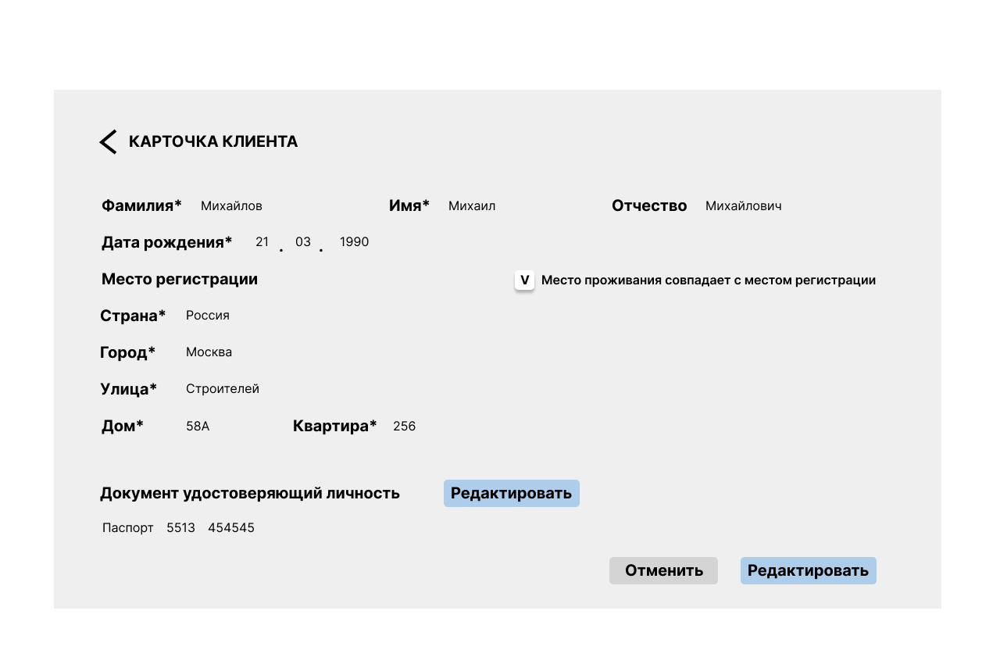 КАРТОЧКА КЛИЕНТА
Фамилия* Михайлов Имя* Михаил Отчество Михайлович
Дата рождения* 21 . 03 . 1990
Место регистрации V Место проживания совпадает с местом регистрации
Страна* Россия
Город* Москва
Улица* Строителей
Дом* 58А Квартира* 256
Документ удостоверяющий личность Редактировать
Паспорт 5513 454545
Отменить Редактировать